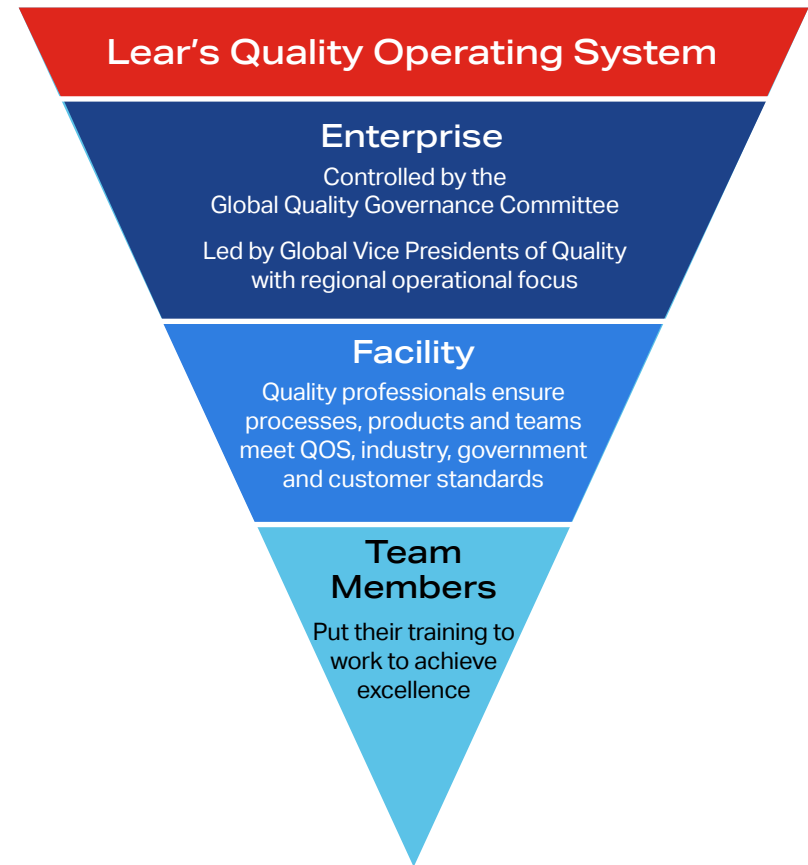 Lear’s Quality Operating System
Enterprise
Controlled by the
Global Quality Governance Committee
Led by Global Vice Presidents of Quality
with regional operational focus
Facility
Quality professionals ensure
processes, products and teams
meet QOS, industry, government
and customer standards
Team
Members
Put their training to
work to achieve
excellence